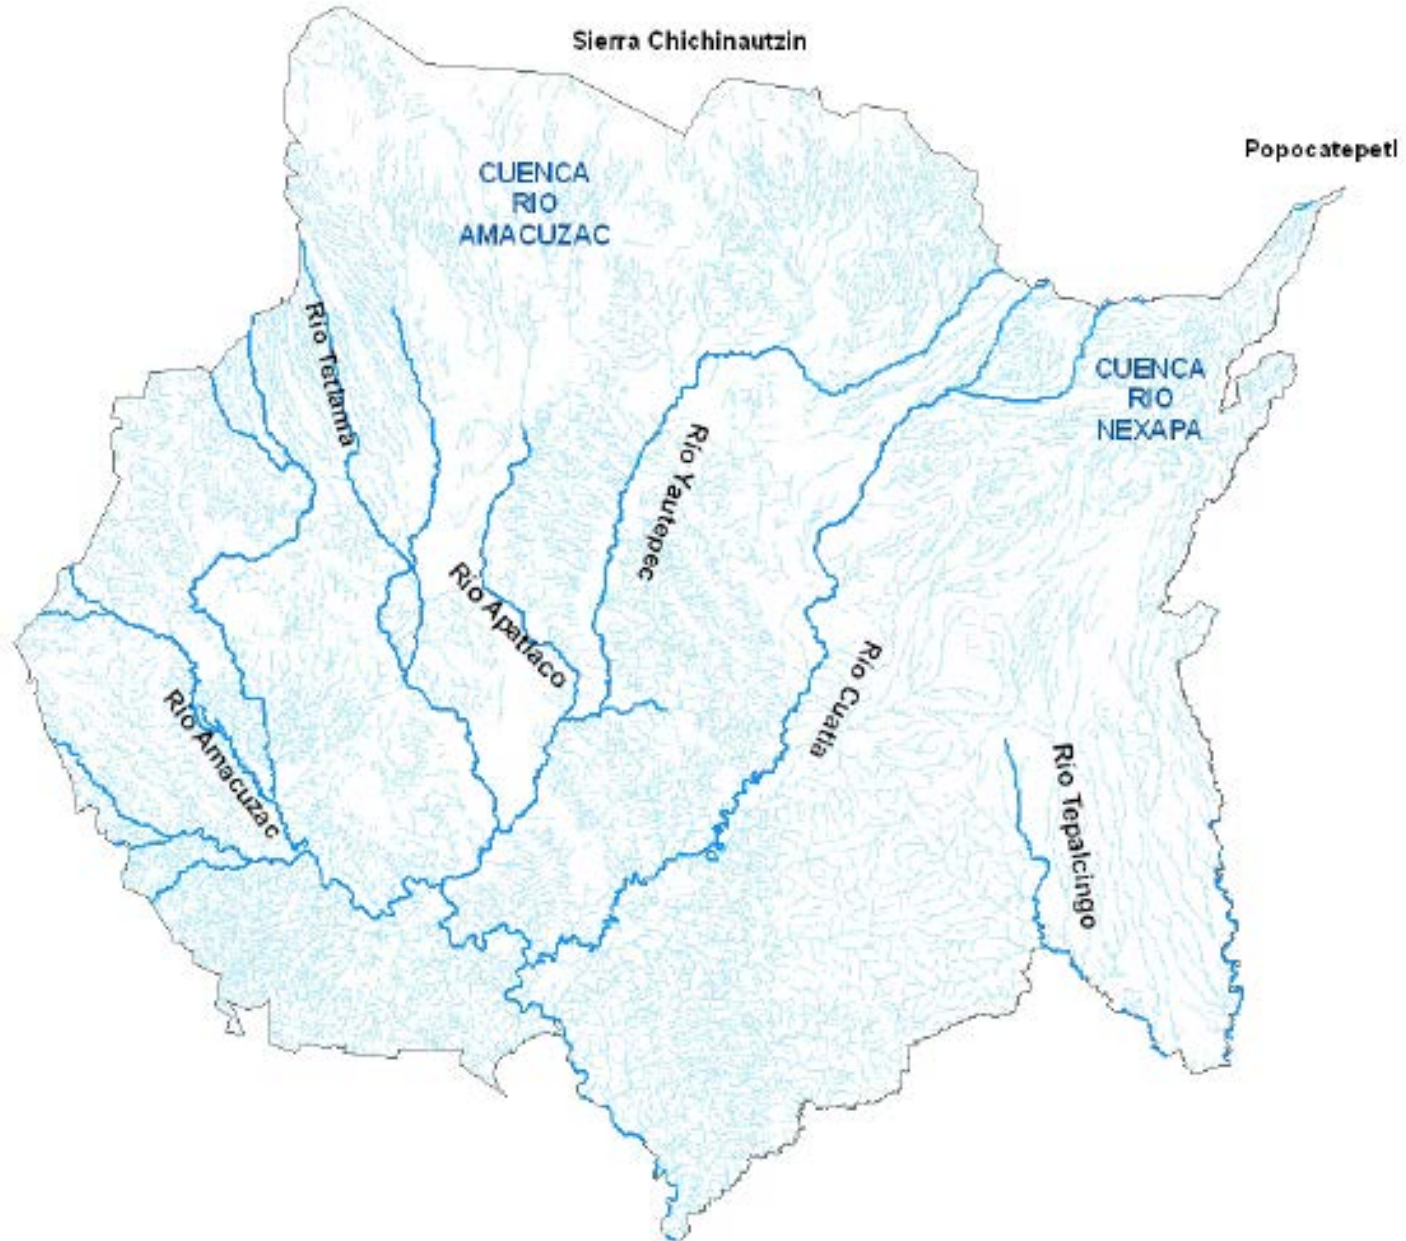 Sierra Chichinautzin
Popocatepetl
CUENCA
RIO
AMACUZAC
CUENCA
RIO
NEXAPA
Río Tetlama
Río Yautepec
Río Apatlaco
Río Cuatla
Río Amacuzac
Río Tepalcingo